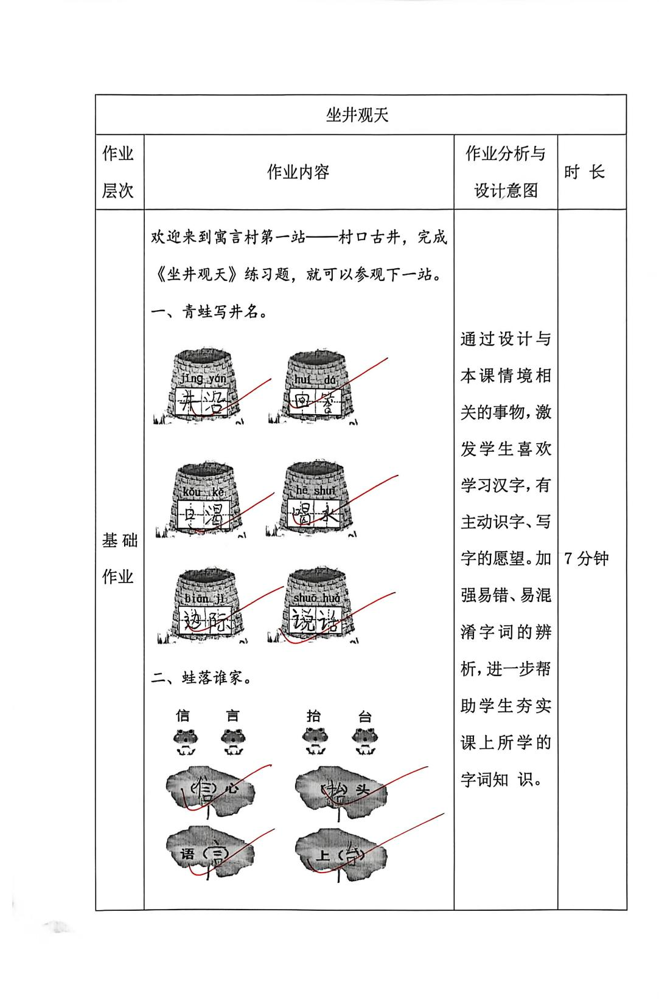 坐井观天
作业
层次
作业内容
作业分析与
设计意图
时 长
基础
作业
欢迎来到寓言村第一站——村口古井，完成
《坐井观天》练习题，就可以参观下一站。
一、青蛙写井名。
jǐng yán
huí dá
井沿
回答
kǒu kě
hē shuǐ
口渴
喝水
biān jì
shuō huà
边际
说话
二、蛙落谁家。
信 言 抬 台
（信）心
（抬）头
语（言）
上（台）
通过设计与
本课情境相
关的事物，激
发学生喜欢
学习汉字，有
主动识字、写
字的愿望。加
强易错、易混
淆字词的辨
析，进一步帮
助学生夯实
课上所学的
字词知 识。
7 分钟